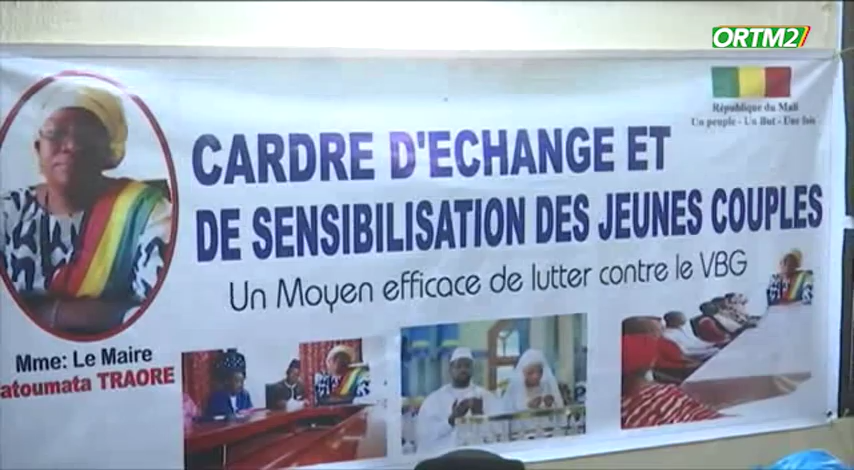 ORTM2
République du Mali
Un peuple - Un But - Une fois
CARDRE D'ECHANGE ET
DE SENSIBILISATION DES JEUNES COUPLES
Un Moyen efficace de lutter contre le VBG
Mme: Le Maire
atoumata TRAORE